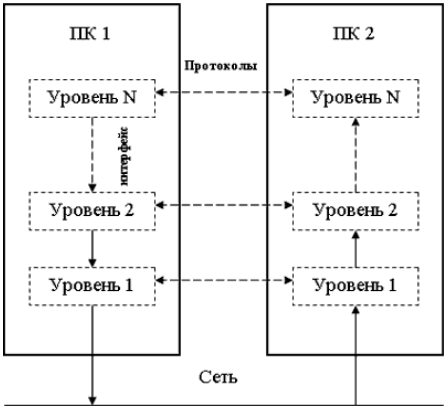 ПК 1
ПК 2
Протоколы
Уровень N
Уровень N
интерфейс
Уровень 2
Уровень 2
Уровень 1
Уровень 1
Сеть